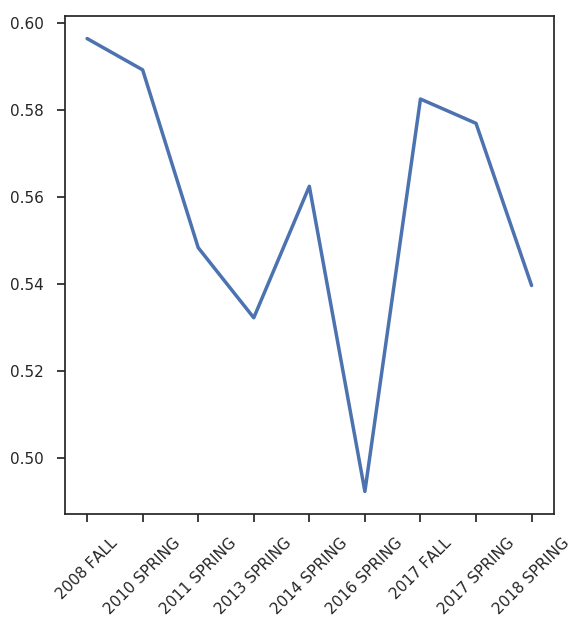 0.60
0.58
0.56
0.54
0.52
0.50
2008 FALL
2010 SPRING
2011 SPRING
2013 SPRING
2014 SPRING
2016 SPRING
2017 FALL
2017 SPRING
2018 SPRING